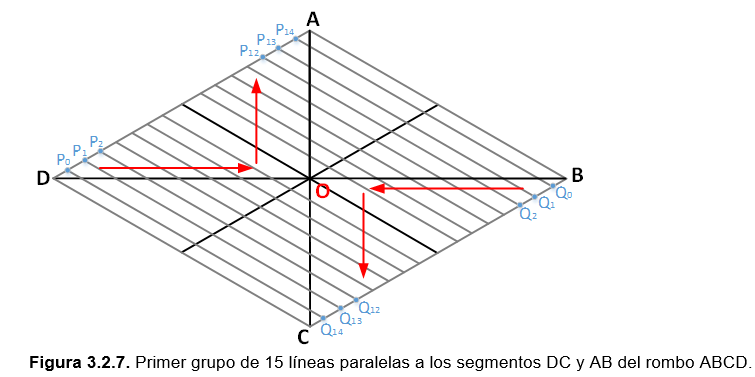 A
P₁₄
P₁₃
P₁₂
P₂
P₁
P₀
D
B
O
Q₀
Q₁
Q₂
Q₁₂
Q₁₃
Q₁₄
C
Figura 3.2.7. Primer grupo de 15 líneas paralelas a los segmentos DC y AB del rombo ABCD.